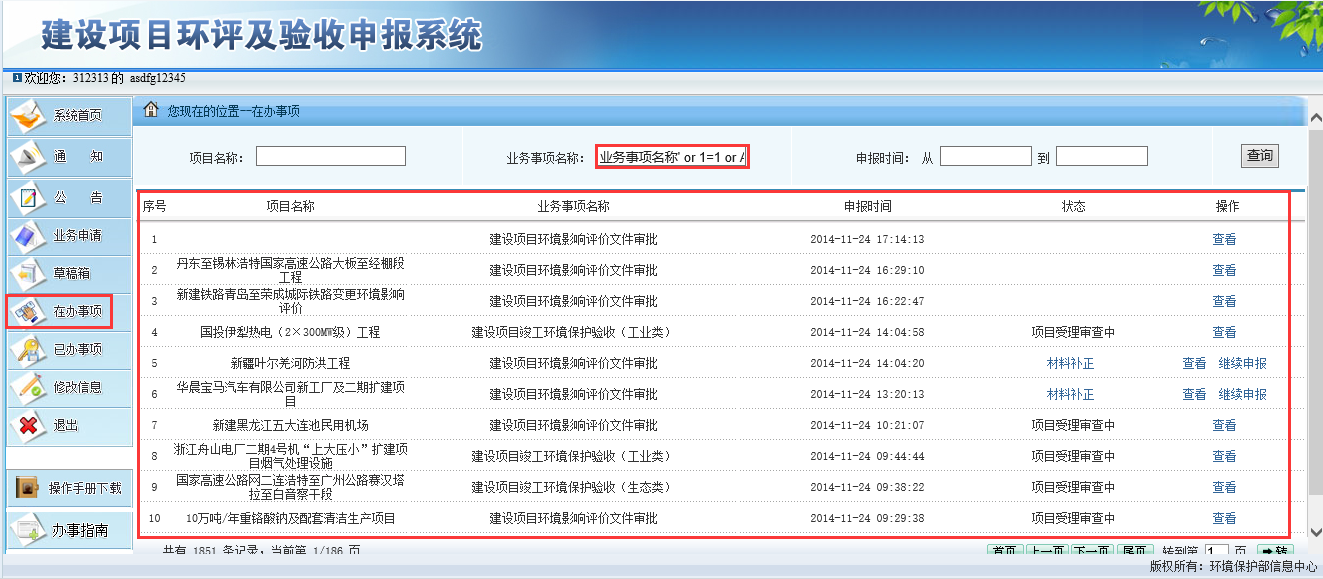 建设项目环评及验收申报系统
1 欢迎您: 312313 的 asdfg12345
系统首页
通 知
公 告
业务申请
草稿箱
在办事项
已办事项
修改信息
退出
操作手册下载
办事指南
您现在的位置--在办事项
项目名称: 业务事项名称: 业务事项名称' or 1=1 or 申报时间: 从 到 查询
序号 项目名称 业务事项名称 申报时间 状态 操作
1 建设项目环境影响评价文件审批 2014-11-24 17:14:13 查看
2 丹东至锡林浩特国家高速公路大板至经棚段
工程 建设项目环境影响评价文件审批 2014-11-24 16:29:10 查看
3 新建铁路青岛至荣成城际铁路变更环境影响
评价 建设项目环境影响评价文件审批 2014-11-24 16:22:47 查看
4 国投伊犁热电（2×300MW级）工程 建设项目竣工环境保护验收（工业类） 2014-11-24 14:04:58 项目受理审查中 查看
5 新疆叶尔羌河防洪工程 建设项目环境影响评价文件审批 2014-11-24 14:04:20 材料补正 查看 继续申报
6 华晨宝马汽车有限公司新工厂及二期扩建项
目 建设项目环境影响评价文件审批 2014-11-24 13:20:13 材料补正 查看 继续申报
7 新建黑龙江五大连池民用机场 建设项目环境影响评价文件审批 2014-11-24 10:21:07 项目受理审查中 查看
8 浙江舟山电厂二期4号机“上大压小”扩建项
目烟气处理设施 建设项目竣工环境保护验收（工业类） 2014-11-24 09:44:44 项目受理审查中 查看
9 国家高速公路网二连浩特至广州公路赛汉塔
拉至白音察干段 建设项目竣工环境保护验收（生态类） 2014-11-24 09:38:22 项目受理审查中 查看
10 10万吨/年重铬酸钠及配套清洁生产项目 建设项目环境影响评价文件审批 2014-11-24 09:29:38 项目受理审查中 查看
共有 1851 条记录，当前第 1/186 页 首页 上一页 下一页 尾页 转到第 1 页 转
版权所有: 环境保护部信息中心